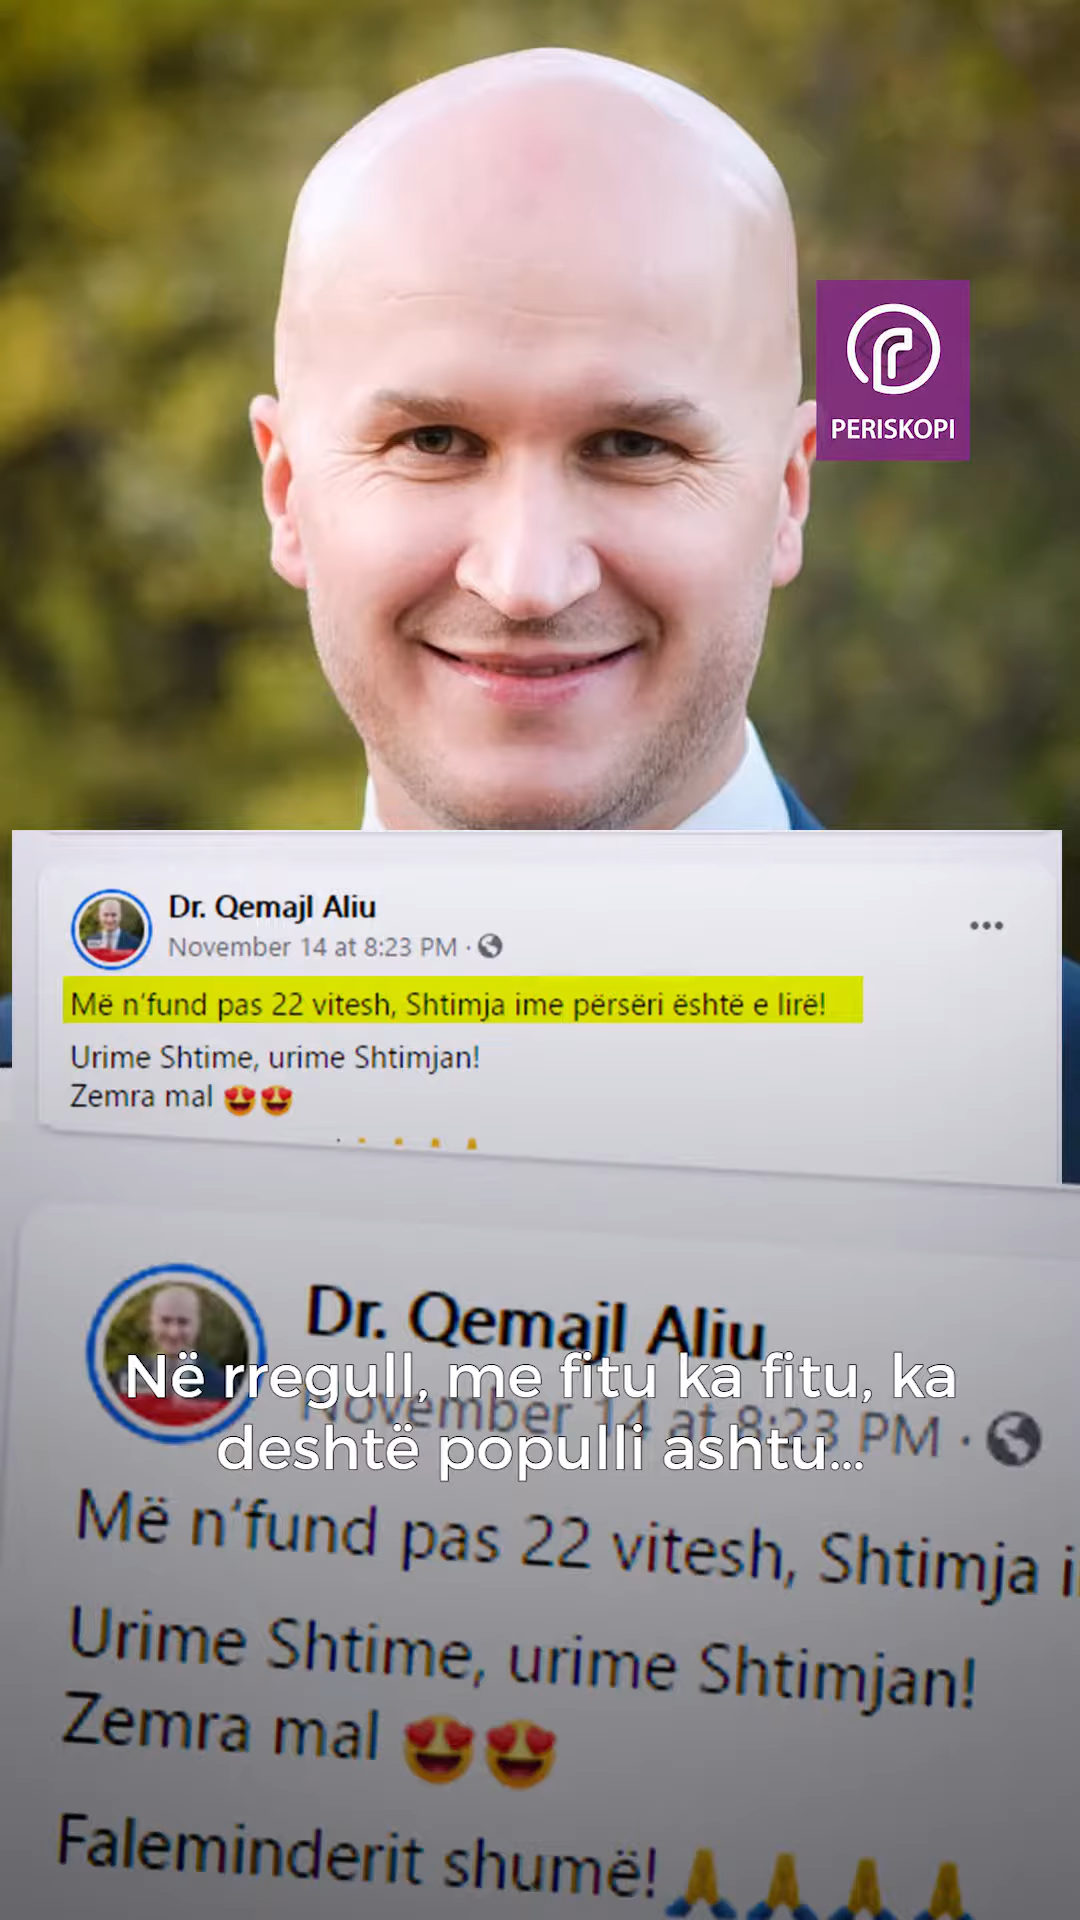 PERISKOPI
Dr. Qemajl Aliu
November 14 at 8:23 PM ·
Më n'fund pas 22 vitesh, Shtimja ime përsëri është e lirë!
Urime Shtime, urime Shtimjan!
Zemra mal 😍😍
Dr. Qemajl Aliu
November 14 at 8:23 PM ·
Në rregull, me fitu ka fitu, ka
deshtë populli ashtu...
Më n'fund pas 22 vitesh, Shtimja i
Urime Shtime, urime Shtimjan!
Zemra mal 😍😍
Faleminderit shumë! 🙏🙏🙏🙏